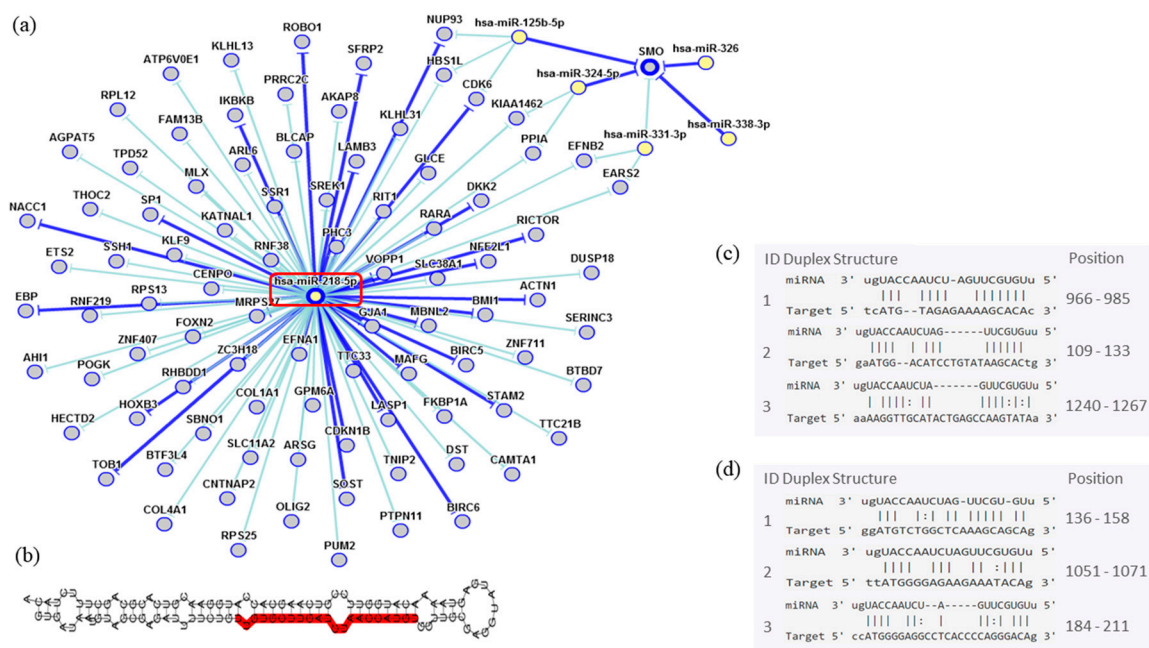 (a)
ROBO1
NUP93
hsa-miR-125b-5p
KLHL13
SFRP2
SMO
hsa-miR-326
ATP6V0E1
HBS1L
PRRC2C
CDK6
hsa-miR-324-5p
RPL12
IKBKB
AKAP8
KIAA1462
FAM13B
BLCAP
KLHL31
hsa-miR-338-3p
AGPAT5
ARL6
LAMB3
PPIA
hsa-miR-331-3p
TPD52
GLCE
EFNB2
MLX
SSR1
SREK1
EARS2
THOC2
DKK2
NACC1
SP1
KATNAL1
RIT1
RARA
RICTOR
PHC3
SSH1
KLF9
RNF38
NFE2L1
ETS2
VOPP1
SLC38A1
DUSP18
CENPO
hsa-miR-218-5p
EBP
RNF219
RPS13
MRPS27
BMI1
ACTN1
FOXN2
GJA1
MBNL2
SERINC3
ZNF407
EFNA1
ZNF711
AHI1
ZC3H18
TTC33
BIRC5
POGK
MAFG
BTBD7
RHBDD1
COL1A1
GPM6A
HOXB3
STAM2
HECTD2
SBNO1
LASP1
FKBP1A
CDKN1B
TTC21B
SLC11A2
ARSG
DST
TOB1
BTF3L4
TNIP2
CAMTA1
CNTNAP2
SOST
COL4A1
OLIG2
PTPN11
BIRC6
RPS25
PUM2
(b)
(c)
ID Duplex Structure Position
miRNA 3' ugUACCAAUCU-AGUUCGUGUu 5'
1 966 - 985
Target 5' tcATG--TAGAGAAAAGCACAc 3'
miRNA 3' ugUACCAAUCUAG------UUCGUGUu 5'
2 109 - 133
Target 5' gaATGG--ACATCCTGTATAAGCACtg 3'
miRNA 3' ugUACCAAUCUA-------GUUCGUGUu 5'
3 1240 - 1267
Target 5' aaAAGGTTGCATACTGAGCCAAGTATAa 3'
(d)
ID Duplex Structure Position
miRNA 3' ugUACCAAUCUAG-UUCGU-GUu 5'
1 136 - 158
Target 5' ggATGTCTGGCTCAAAGCAGCAg 3'
miRNA 3' ugUACCAAUCUAGUUCGUGUu 5'
2 1051 - 1071
Target 5' ttATGGGGAGAAGAAATACAg 3'
miRNA 3' ugUACCAAUCU--A-----GUUCGUGUu 5'
3 184 - 211
Target 5' ccATGGGGAGGCCTCACCCCAGGGACAg 3'